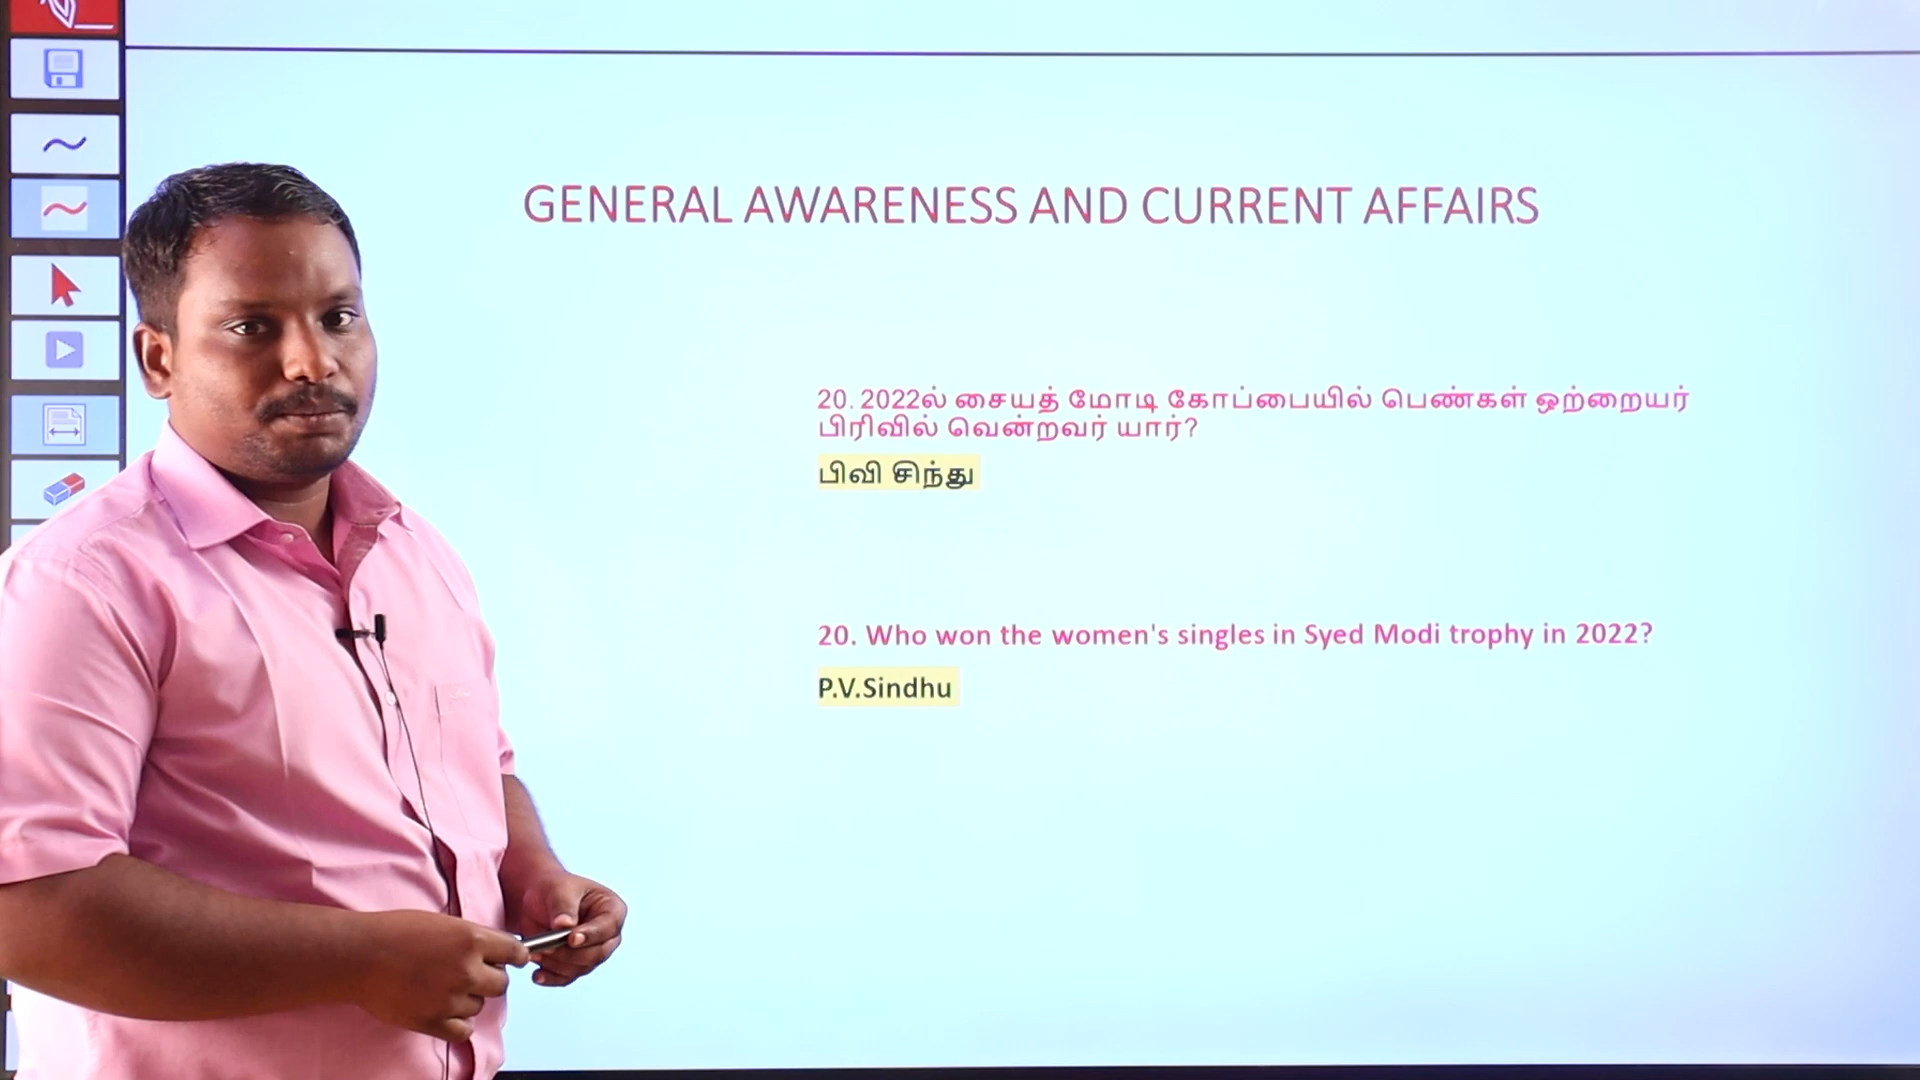 GENERAL AWARENESS AND CURRENT AFFAIRS
20. 2022ல் சையத் மோடி கோப்பையில் பெண்கள் ஒற்றையர்
பிரிவில் வென்றவர் யார்?
பிவி சிந்து
20. Who won the women's singles in Syed Modi trophy in 2022?
P.V.Sindhu